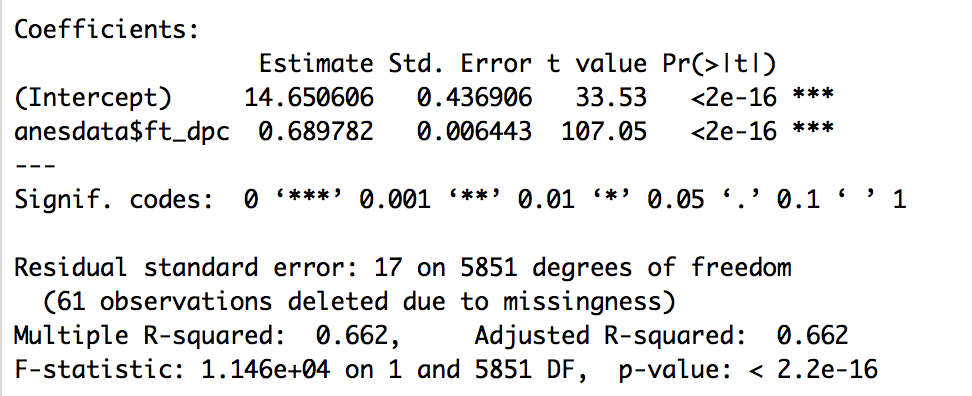 Coefficients:
Estimate Std. Error t value Pr(>|t|)
(Intercept) 14.650606 0.436906 33.53 <2e-16 ***
anesdata$ft_dpc 0.689782 0.006443 107.05 <2e-16 ***
---
Signif. codes: 0 ‘***’ 0.001 ‘**’ 0.01 ‘*’ 0.05 ‘.’ 0.1 ‘ ’ 1
Residual standard error: 17 on 5851 degrees of freedom
(61 observations deleted due to missingness)
Multiple R-squared: 0.662, Adjusted R-squared: 0.662
F-statistic: 1.146e+04 on 1 and 5851 DF, p-value: < 2.2e-16